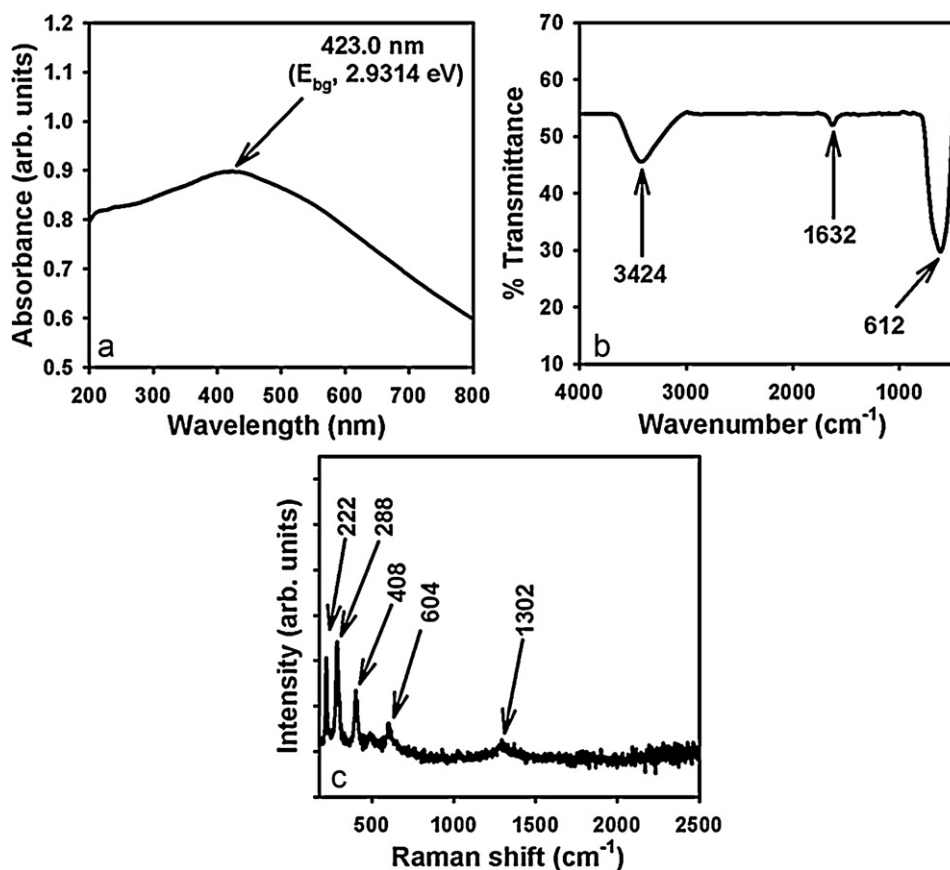 1.2
1.1
1.0
0.9
0.8
0.7
0.6
0.5
Absorbance (arb. units)
423.0 nm
(E_bg, 2.9314 eV)
a
200 300 400 500 600 700 800
Wavelength (nm)
70
60
50
40
30
20
10
% Transmittance
3424
1632
612
b
4000 3000 2000 1000
Wavenumber (cm⁻¹)
Intensity (arb. units)
222
288
408
604
1302
c
500 1000 1500 2000 2500
Raman shift (cm⁻¹)